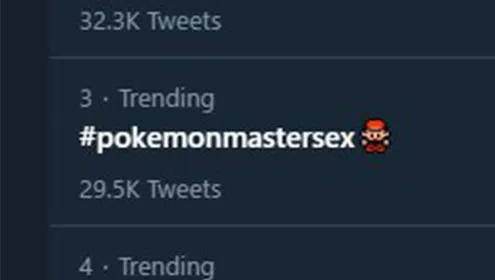 32.3K Tweets
3 · Trending
#pokemonmastersex
29.5K Tweets
4 · Trending